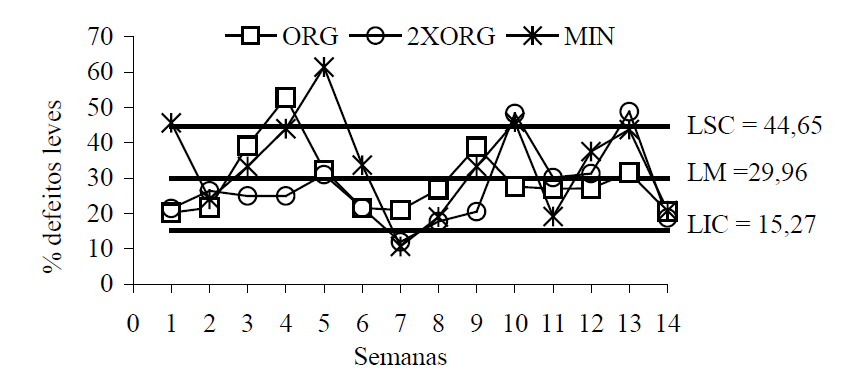 ORG 2XORG MIN
% defeitos leves
70
60
50
40
30
20
10
0
LSC = 44,65
LM =29,96
LIC = 15,27
0 1 2 3 4 5 6 7 8 9 10 11 12 13 14
Semanas